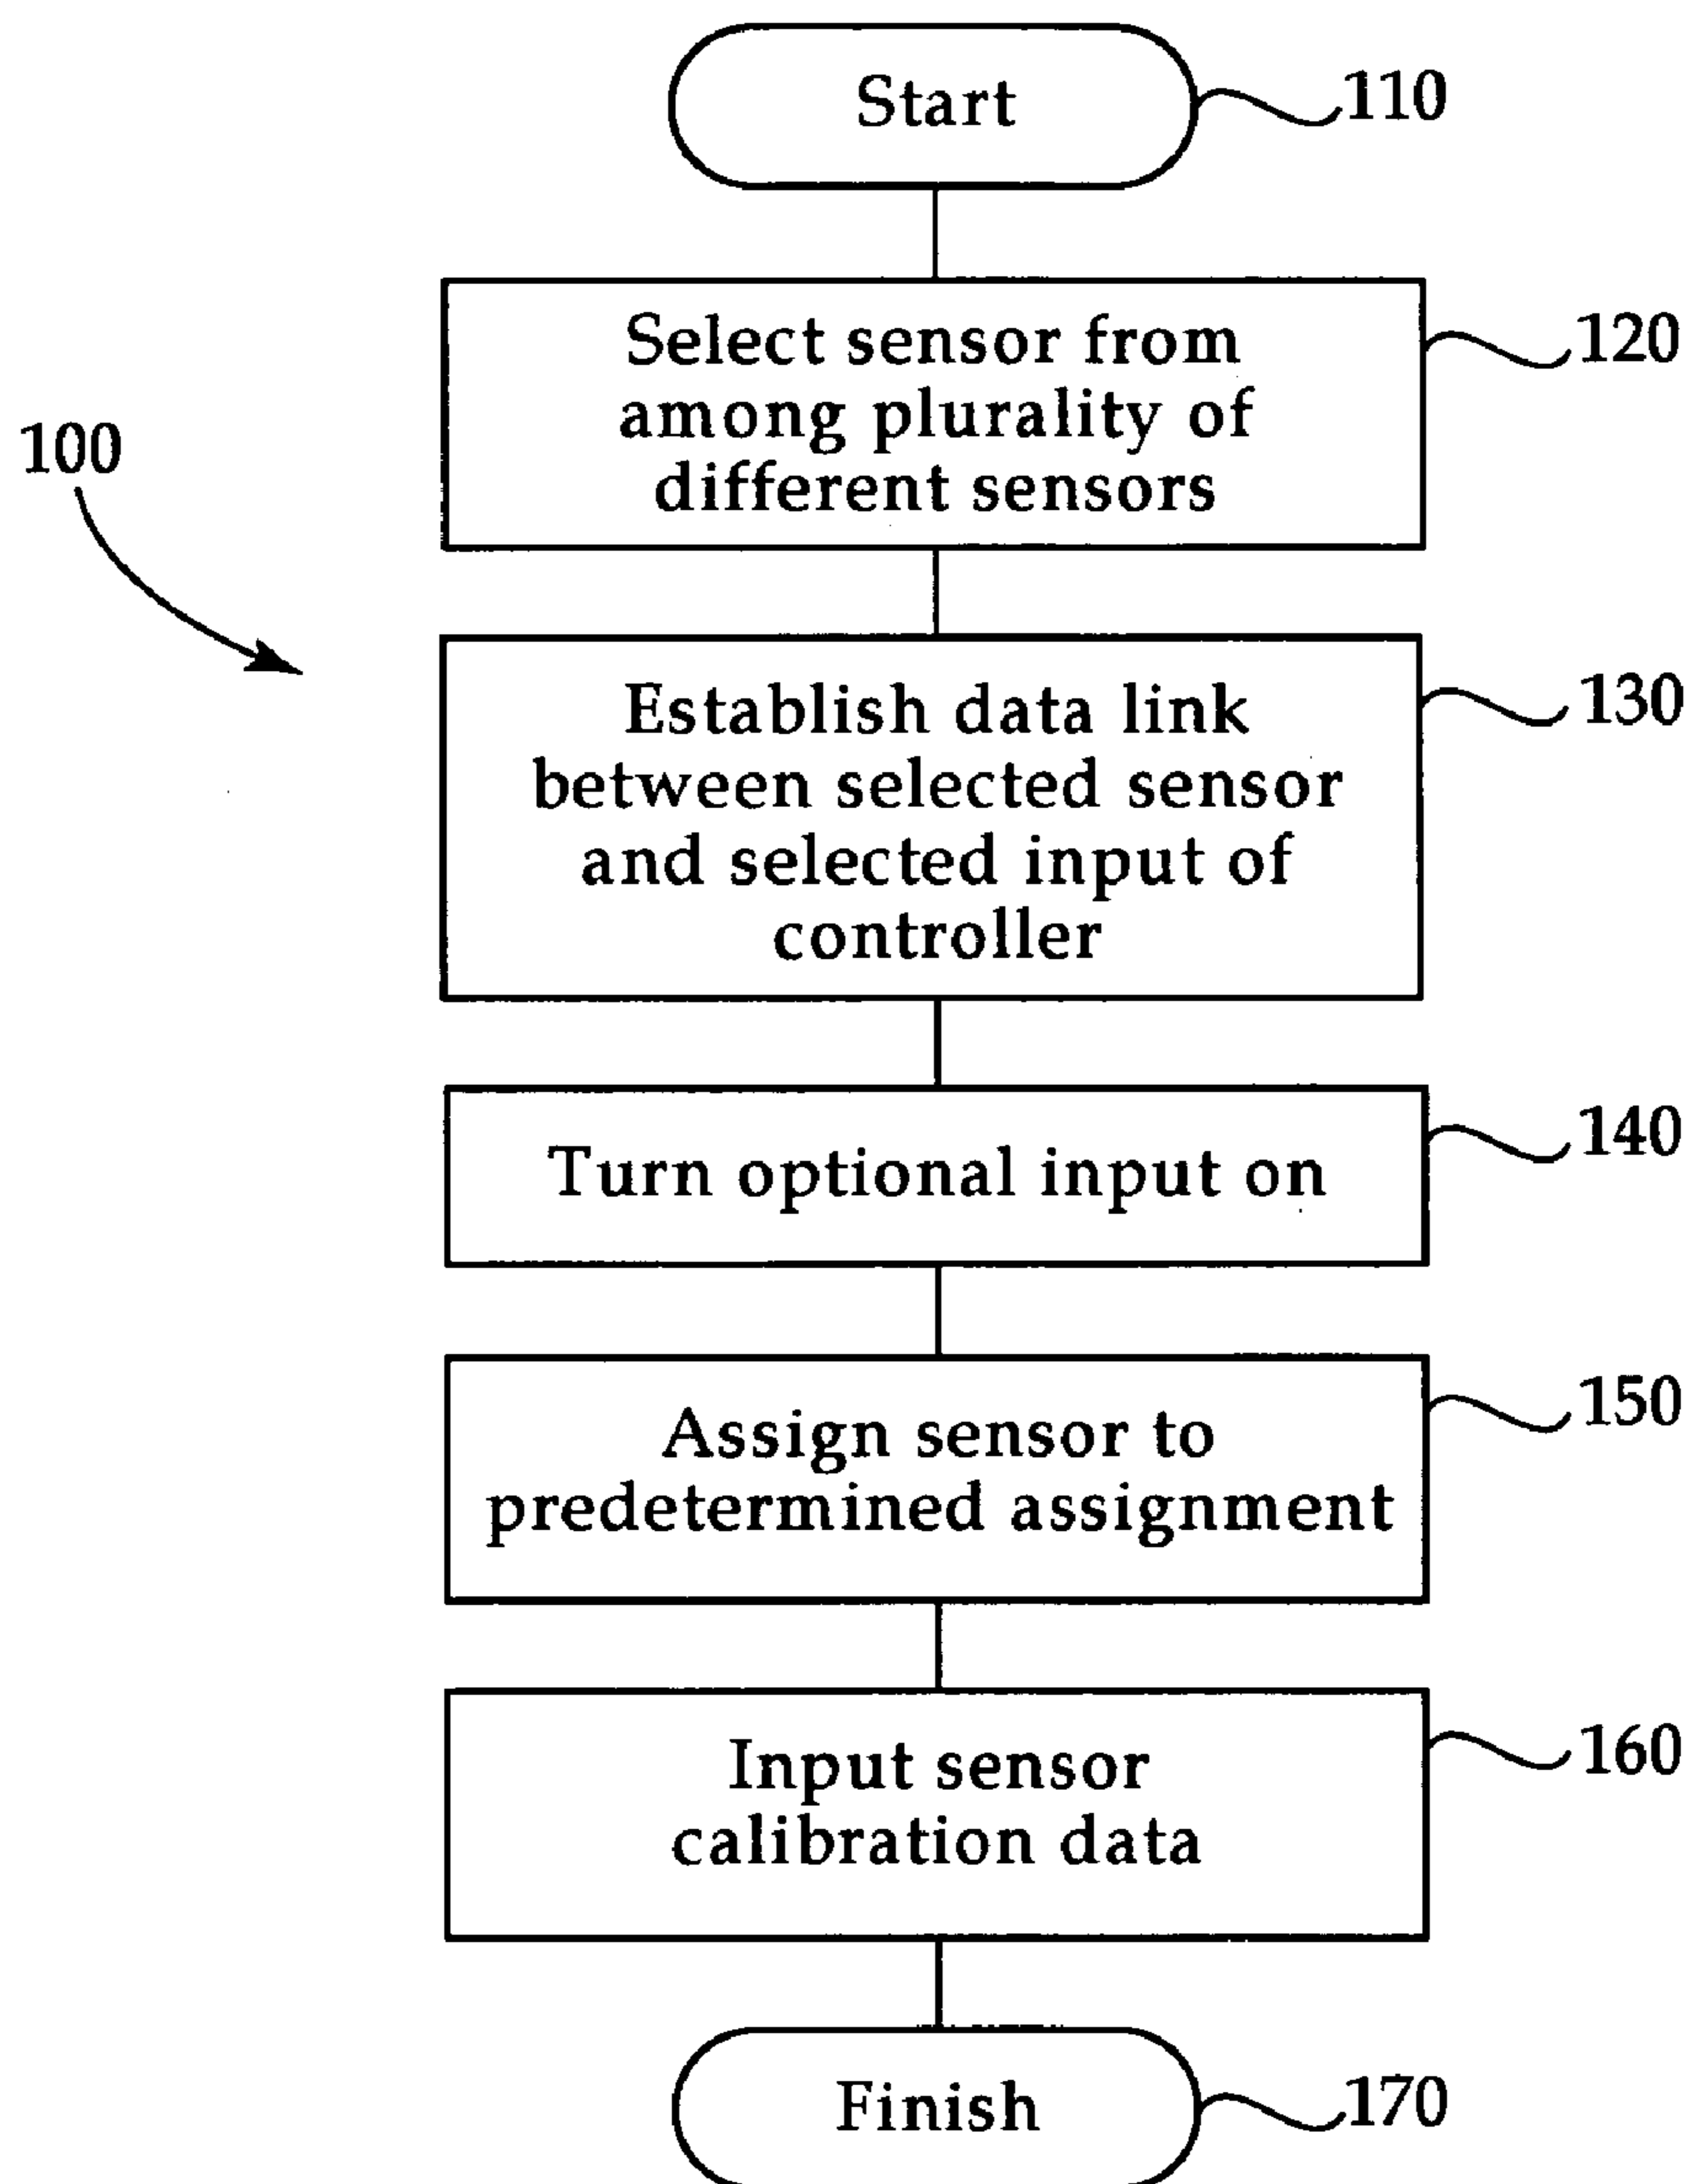 Start
110
Select sensor from
among plurality of
different sensors
120
100
Establish data link
between selected sensor
and selected input of
controller
130
Turn optional input on
140
Assign sensor to
predetermined assignment
150
Input sensor
calibration data
160
Finish
170